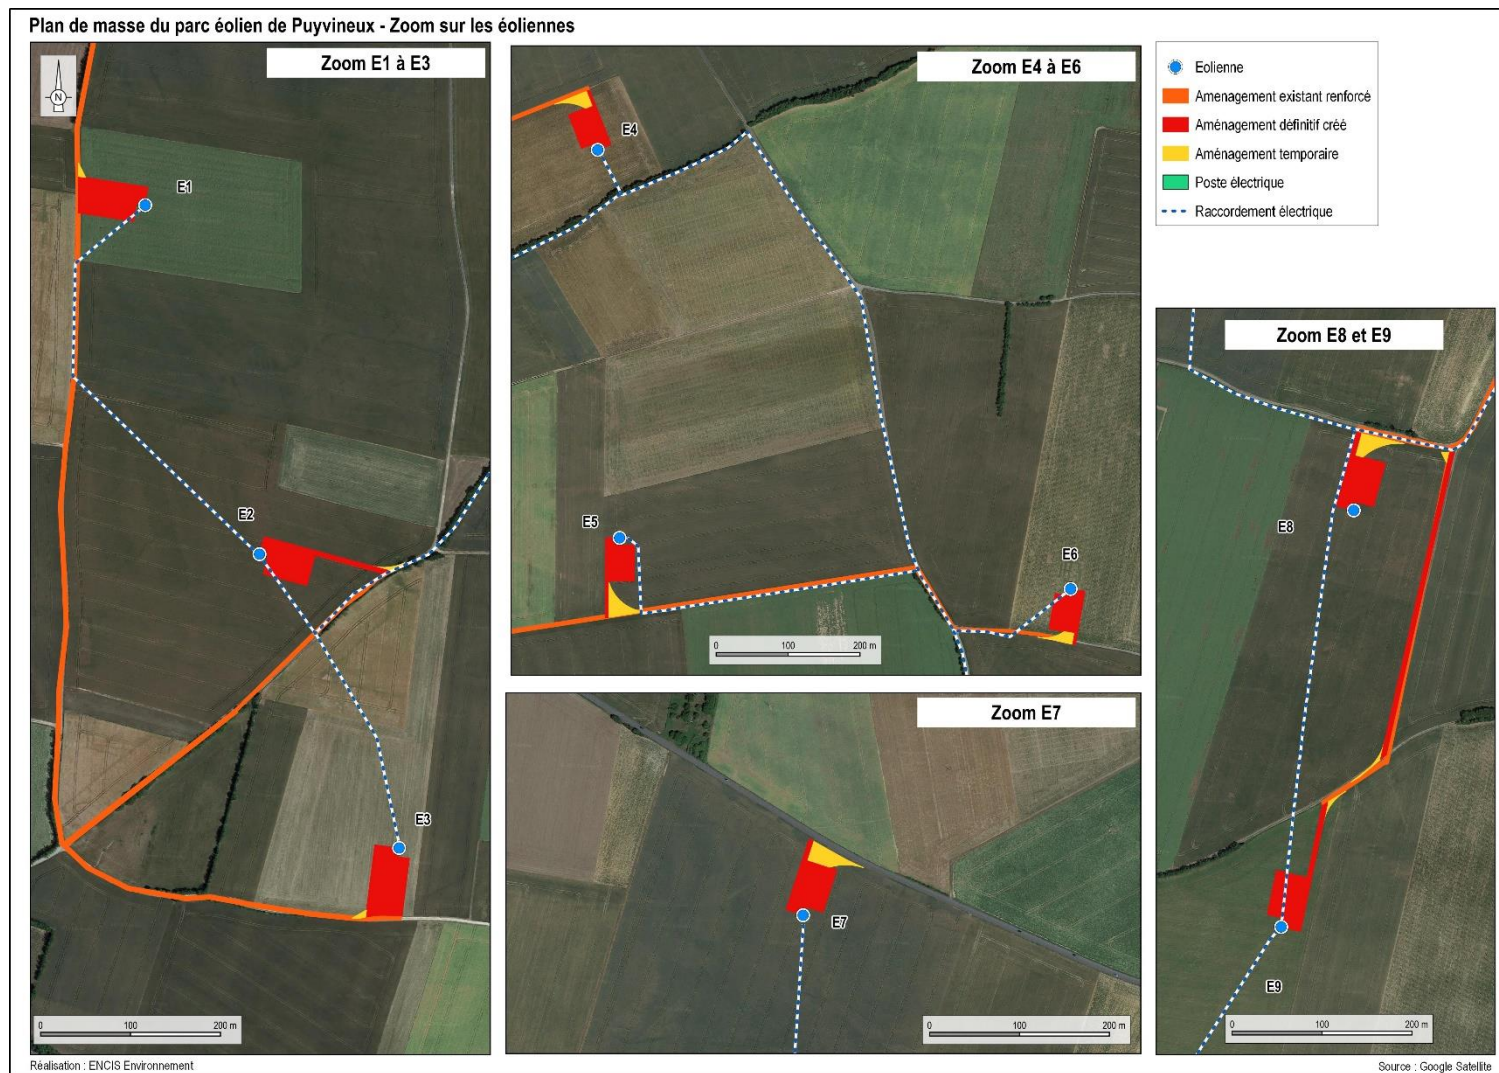 Plan de masse du parc éolien de Puyvineux - Zoom sur les éoliennes
Zoom E1 à E3
N
E1
E2
E3
0 100 200 m
Zoom E4 à E6
E4
E5
E6
0 100 200 m
Zoom E7
E7
0 100 200 m
Eolienne
Amenagement existant renforcé
Aménagement définitif créé
Aménagement temporaire
Poste électrique
Raccordement électrique
Zoom E8 et E9
E8
E9
0 100 200 m
Réalisation : ENCIS Environnement
Source : Google Satellite